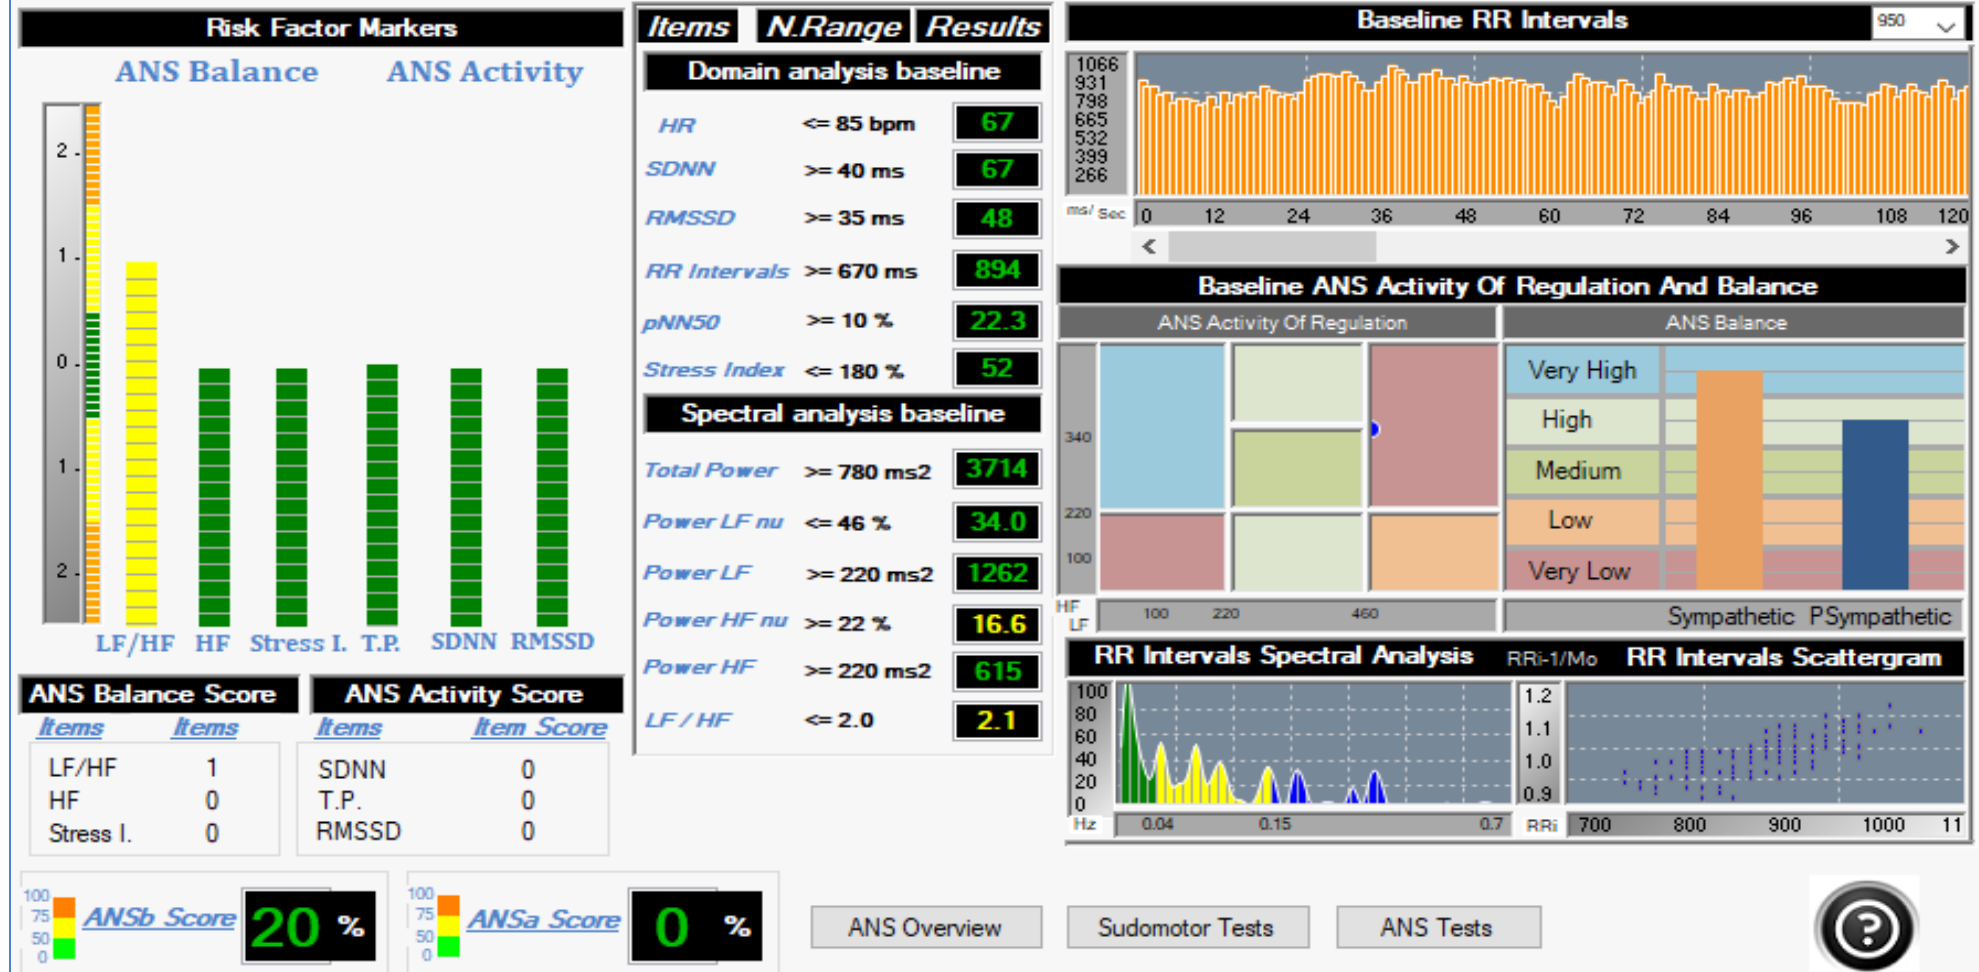 Risk Factor Markers
ANS Balance ANS Activity
2
1
0
1
2
LF/HF HF Stress I. T.P. SDNN RMSSD
ANS Balance Score
Items Items
LF/HF 1
HF 0
Stress I. 0
ANS Activity Score
Items Item Score
SDNN 0
T.P. 0
RMSSD 0
100
75
50
0
ANSb Score 20 %
100
75
50
0
ANSa Score 0 %
Items N.Range Results
Domain analysis baseline
HR <= 85 bpm 67
SDNN >= 40 ms 67
RMSSD >= 35 ms 48
RR Intervals >= 670 ms 894
pNN50 >= 10 % 22.3
Stress Index <= 180 % 52
Spectral analysis baseline
Total Power >= 780 ms2 3714
Power LF nu <= 46 % 34.0
Power LF >= 220 ms2 1262
Power HF nu >= 22 % 16.6
Power HF >= 220 ms2 615
LF / HF <= 2.0 2.1
Baseline RR Intervals 950
1066
931
798
665
532
399
266
ms/ Sec 0 12 24 36 48 60 72 84 96 108 120
Baseline ANS Activity Of Regulation And Balance
ANS Activity Of Regulation
340
220
100
HF
LF
100 220 460
ANS Balance
Very High
High
Medium
Low
Very Low
Sympathetic PSympathetic
RR Intervals Spectral Analysis
100
80
60
40
20
0
Hz 0.04 0.15 0.7
RRi-1/Mo RR Intervals Scattergram
1.2
1.1
1.0
0.9
RRi 700 800 900 1000 11
ANS Overview Sudomotor Tests ANS Tests
?